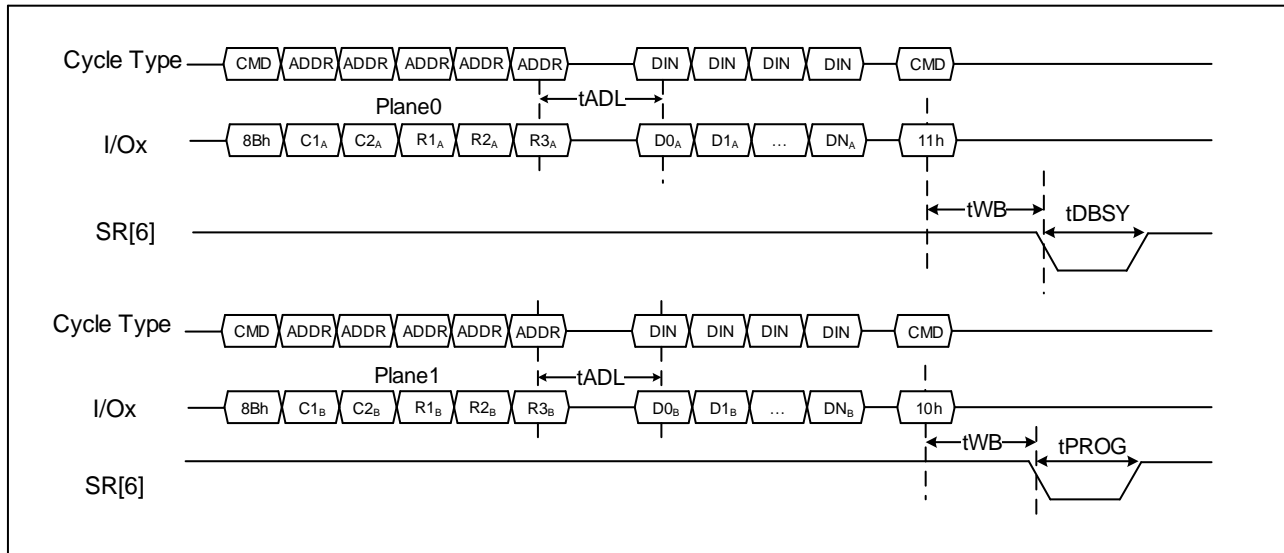 Cycle Type CMD ADDR ADDR ADDR ADDR ADDR DIN DIN DIN DIN CMD
Plane0 tADL
I/Ox 8Bh C1A C2A R1A R2A R3A D0A D1A ... DNA 11h
tWB tDBSY
SR[6]
Cycle Type CMD ADDR ADDR ADDR ADDR ADDR DIN DIN DIN DIN CMD
Plane1 tADL
I/Ox 8Bh C1B C2B R1B R2B R3B D0B D1B ... DNB 10h
tWB tPROG
SR[6]